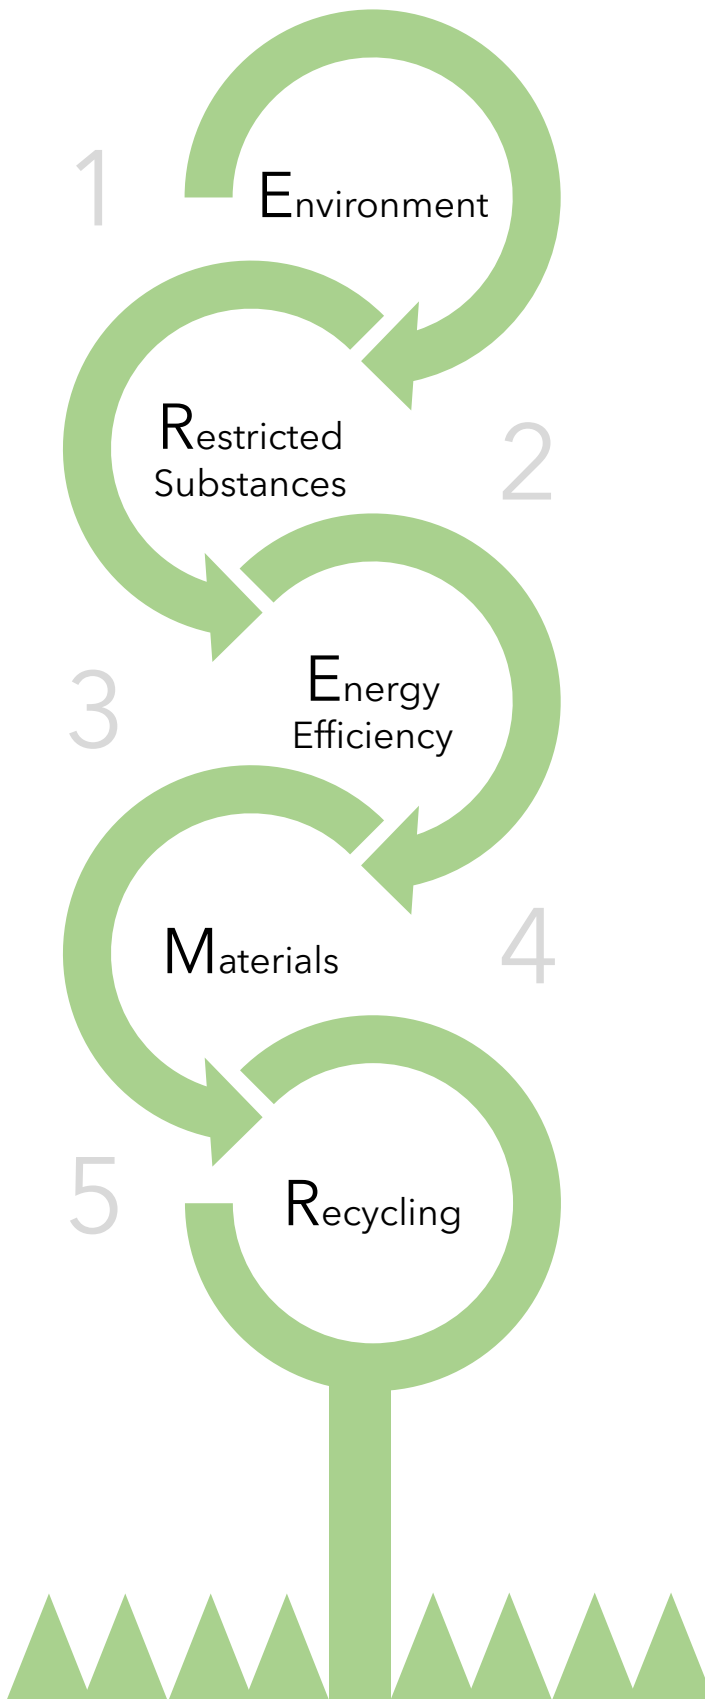 1
Environment
Restricted
Substances
2
3
Energy
Efficiency
Materials
4
5
Recycling